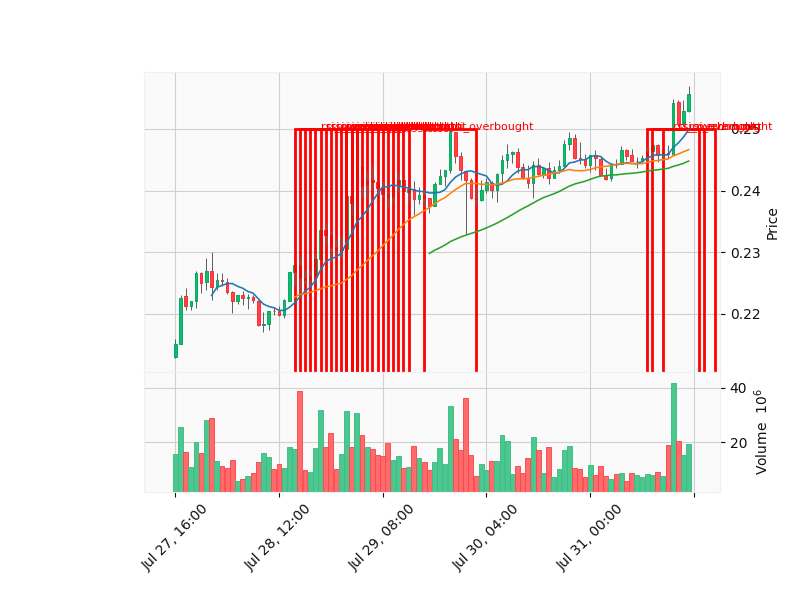 _overbought
0.25
0.24
0.23
0.22
Price
40
20
Volume 10^6
Jul 27, 16:00
Jul 28, 12:00
Jul 29, 08:00
Jul 30, 04:00
Jul 31, 00:00